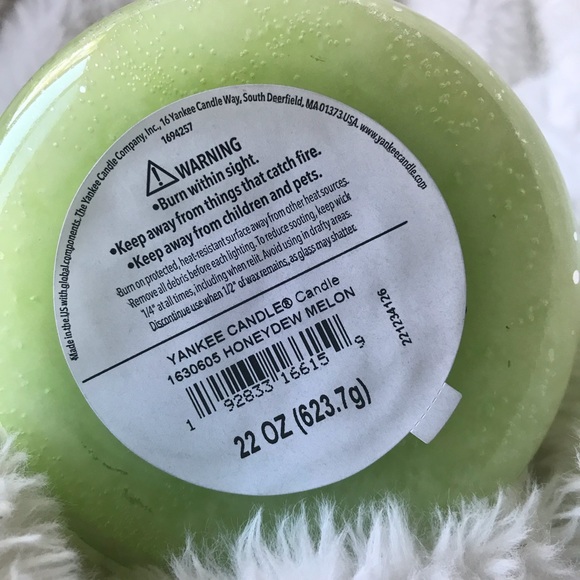 Made in the US with global components. The Yankee Candle Company, Inc., 16 Yankee Candle Way, South Deerfield, MA 01373 USA. www.yankeecandle.com
1694257
WARNING
•Burn within sight.
•Keep away from things that catch fire.
•Keep away from children and pets.
Burn on protected, heat-resistant surface away from other heat sources.
Remove all debris before each lighting. To reduce sooting, keep wick
1/4" at all times, including when relit. Avoid using in drafty areas.
Discontinue use when 1/2" of wax remains, as glass may shatter.
YANKEE CANDLE® Candle
1630605 HONEYDEW MELON
1 92833 16615 9
22 OZ (623.7g)
221234126